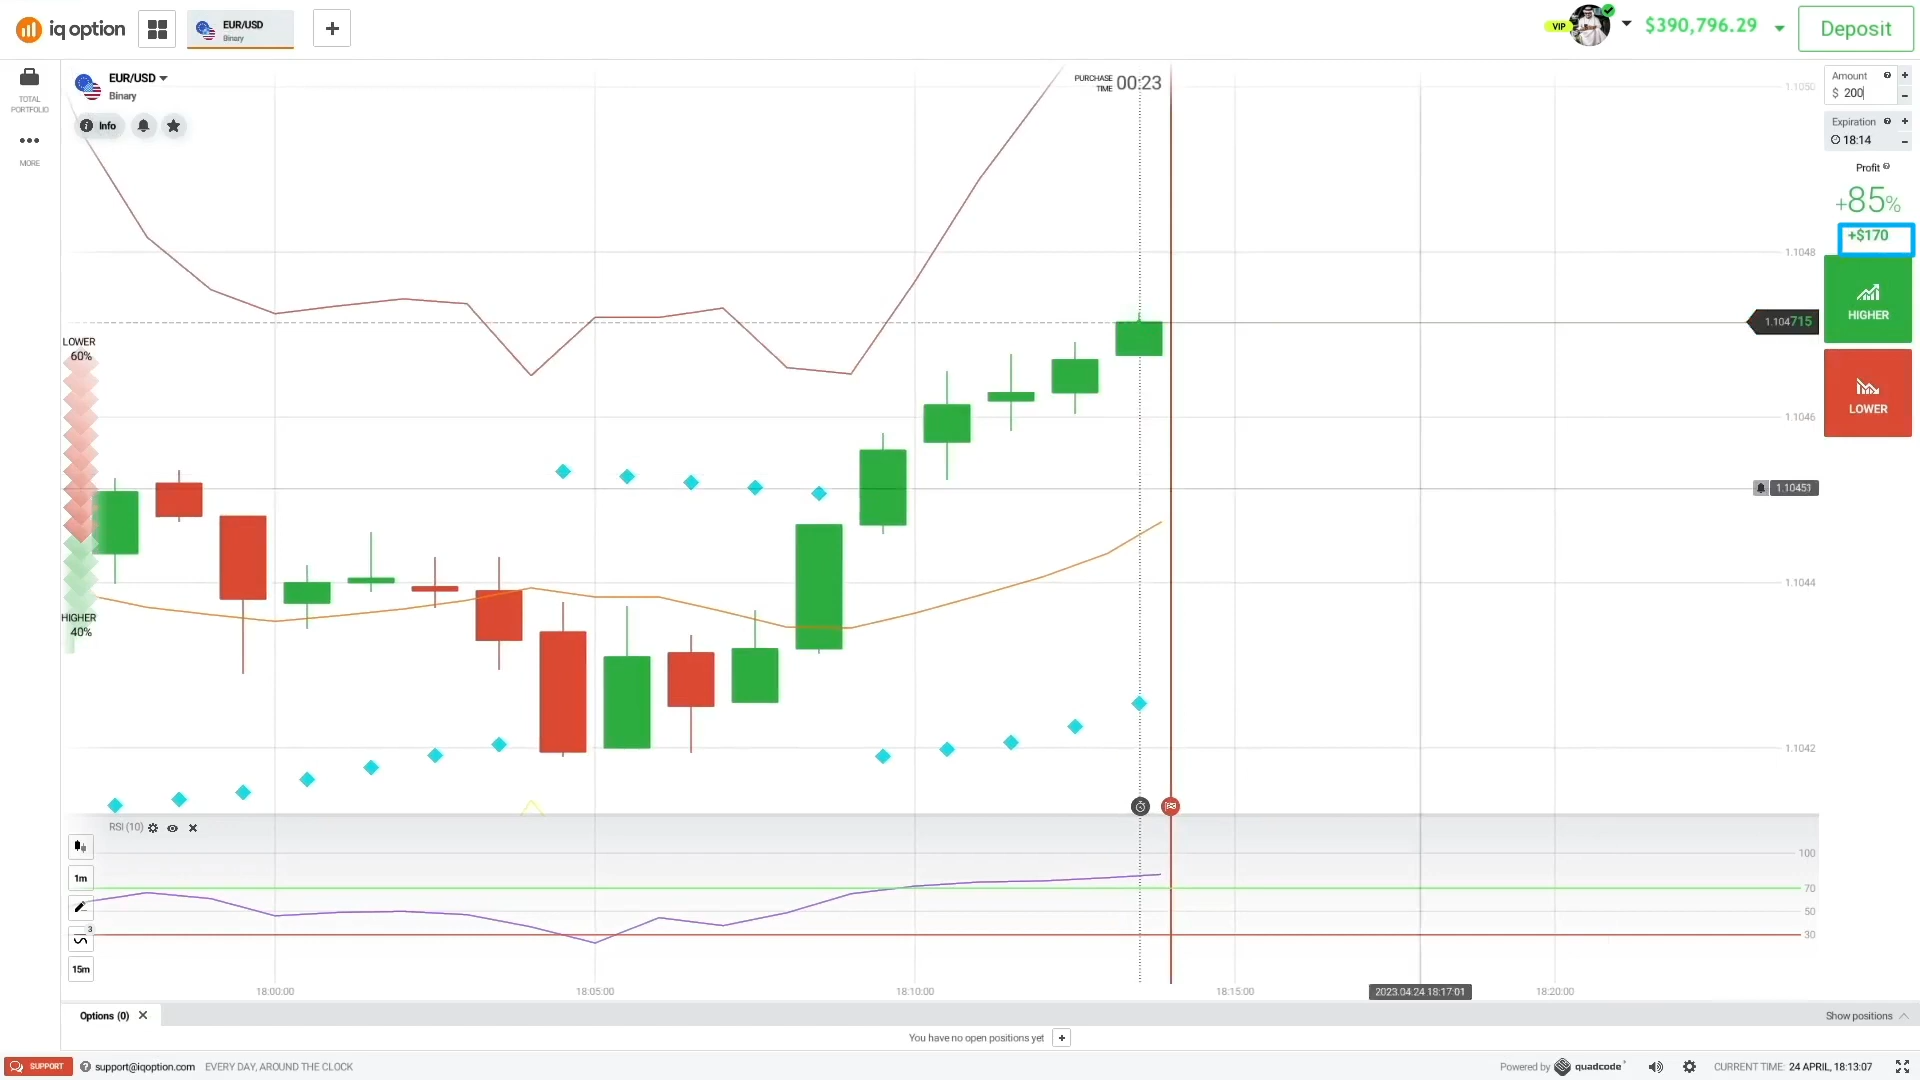 iq option
EUR/USD
Binary
+
VIP
$390,796.29
Deposit
TOTAL
PORTFOLIO
MORE
EUR/USD
Binary
Info
PURCHASE
TIME
00:23
1.1050
1.1048
1.104715
1.1046
1.10451
1.1044
1.1042
Amount
$ 200
Expiration
18:14
Profit
+85%
+$170
HIGHER
LOWER
LOWER
60%
HIGHER
40%
RSI (10)
1m
3
15m
100
70
50
30
18:00:00
18:05:00
18:10:00
18:15:00
2023.04.24 18:17:01
18:20:00
Options (0)
Show positions
You have no open positions yet
+
SUPPORT
support@iqoption.com
EVERY DAY, AROUND THE CLOCK
Powered by quadcode
CURRENT TIME: 24 APRIL, 18:13:07